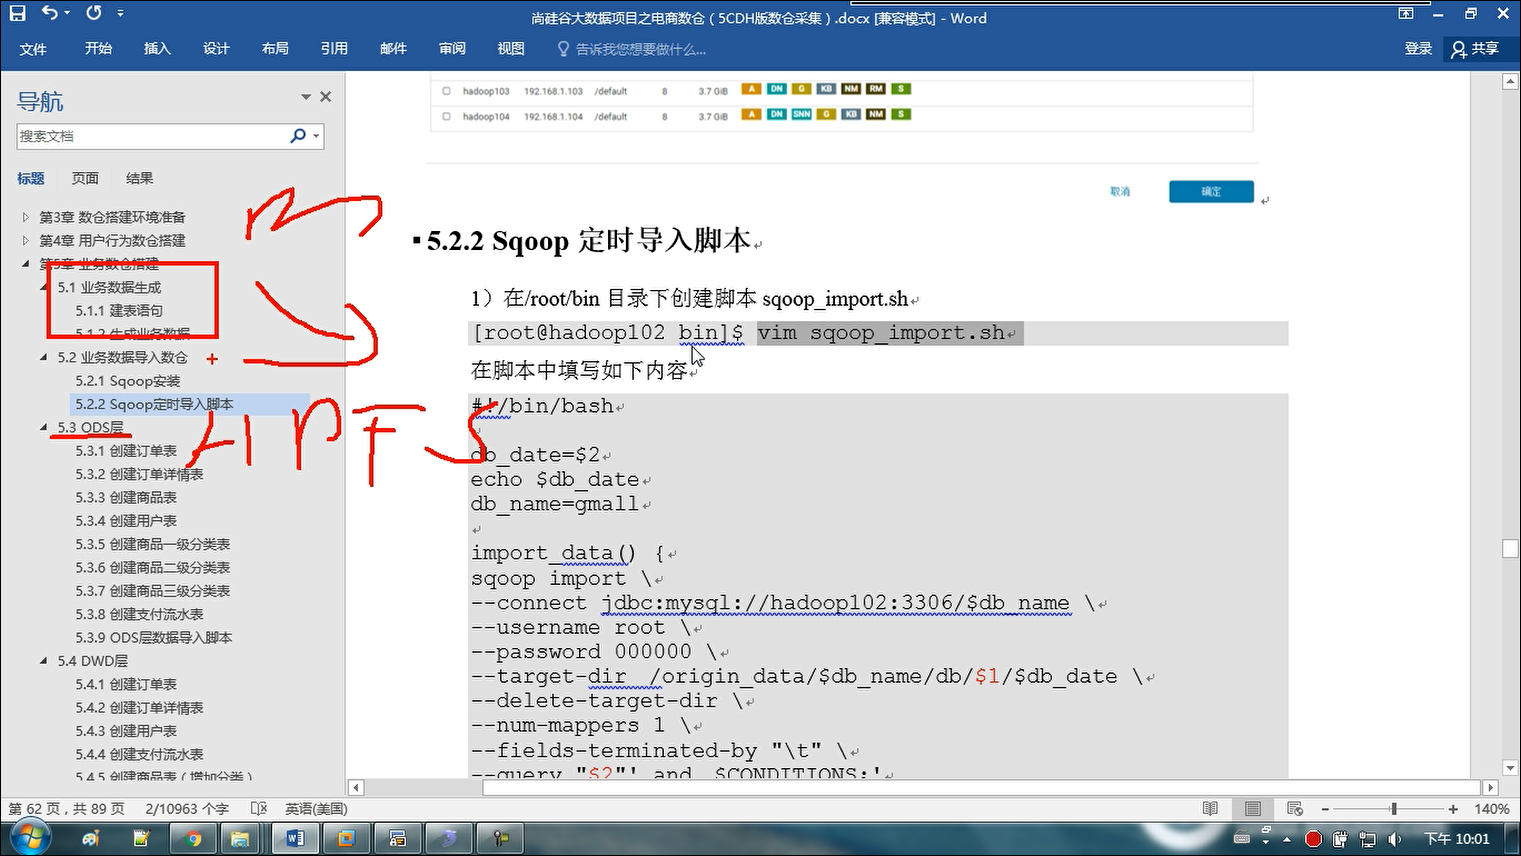 尚硅谷大数据项目之电商数仓（5CDH版数仓采集）.docx [兼容模式] - Word
文件 开始 插入 设计 布局 引用 邮件 审阅 视图 告诉我您想要做什么... 登录 共享
导航
搜索文档
标题 页面 结果
第3章 数仓搭建环境准备
第4章 用户行为数仓搭建
第5章 业务数仓搭建
5.1 业务数据生成
5.1.1 建表语句
5.1.2 生成业务数据
5.2 业务数据导入数仓
5.2.1 Sqoop安装
5.2.2 Sqoop定时导入脚本
5.3 ODS层
5.3.1 创建订单表
5.3.2 创建订单详情表
5.3.3 创建商品表
5.3.4 创建用户表
5.3.5 创建商品一级分类表
5.3.6 创建商品二级分类表
5.3.7 创建商品三级分类表
5.3.8 创建支付流水表
5.3.9 ODS层数据导入脚本
5.4 DWD层
5.4.1 创建订单表
5.4.2 创建订单详情表
5.4.3 创建用户表
5.4.4 创建支付流水表
5.4.5 创建商品表（增加分类）
hadoop103 192.168.1.103 /default 8 3.7 GiB A DN G KB NM RM S
hadoop104 192.168.1.104 /default 8 3.7 GiB A DN SNN G KB NM S
取消 确定
5.2.2 Sqoop 定时导入脚本
1）在/root/bin 目录下创建脚本 sqoop_import.sh
[root@hadoop102 bin]$ vim sqoop_import.sh
在脚本中填写如下内容
#!/bin/bash
db_date=$2
echo $db_date
db_name=gmall
import_data() {
sqoop import \
--connect jdbc:mysql://hadoop102:3306/$db_name \
--username root \
--password 000000 \
--target-dir /origin_data/$db_name/db/$1/$db_date \
--delete-target-dir \
--num-mappers 1 \
--fields-terminated-by "\t" \
--query "$2"' and $CONDITIONS;'
第 62 页，共 89 页 2/10963 个字 英语(美国) 140%
下午 10:01